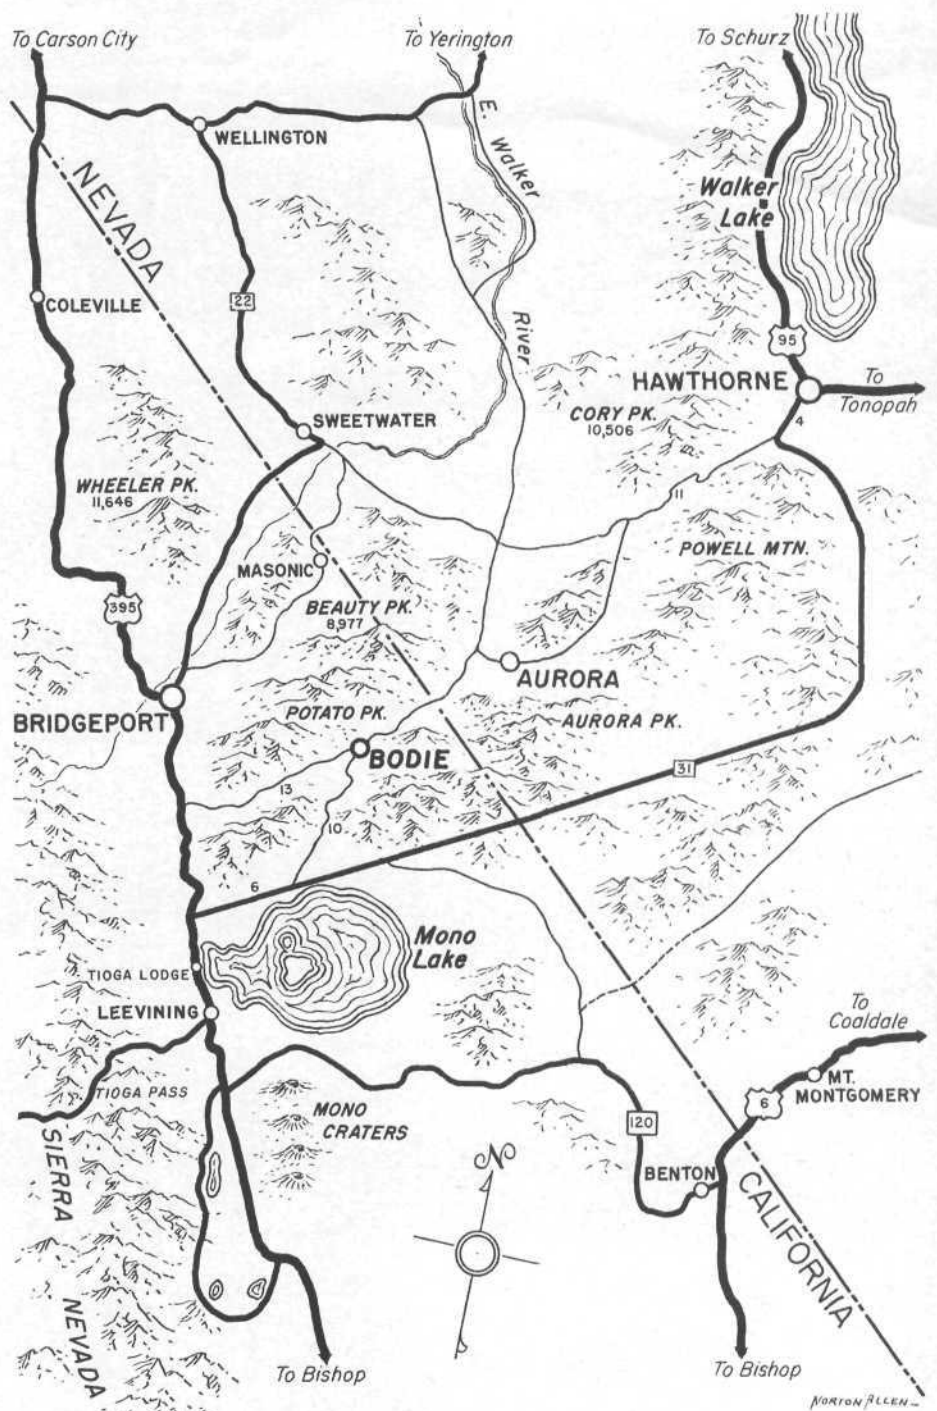 To Carson City
To Yerington
To Schurz
E. Walker
River
WELLINGTON
NEVADA
Walker
Lake
COLEVILLE
22
95
HAWTHORNE
To
Tonopah
4
SWEETWATER
CORY PK.
10,506
WHEELER PK.
11,646
11
POWELL MTN.
MASONIC
395
BEAUTY PK.
8,977
AURORA
BRIDGEPORT
POTATO PK.
AURORA PK.
BODIE
31
13
10
6
Mono
Lake
TIOGA LODGE
LEEVINING
To
Coaldale
TIOGA PASS
MT.
MONTGOMERY
6
MONO
CRATERS
120
SIERRA
NEVADA
N
BENTON
CALIFORNIA
To Bishop
To Bishop
NORTON ALLEN